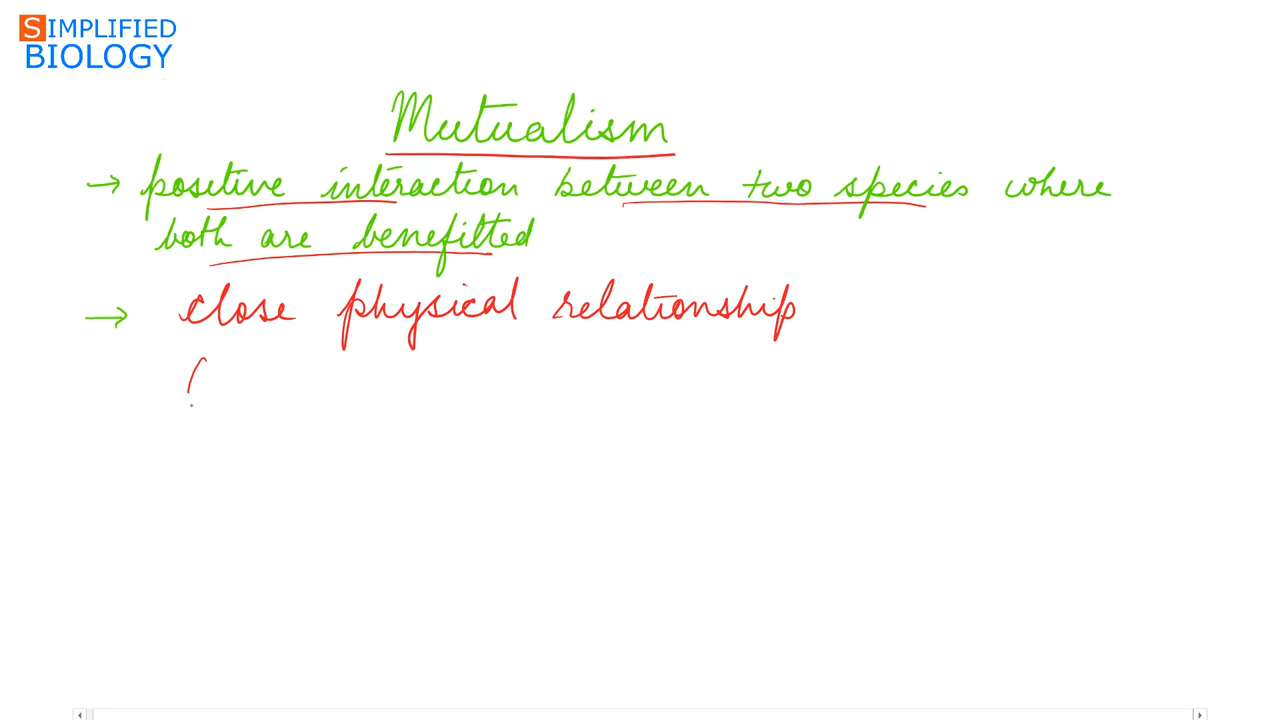 SIMPLIFIED
BIOLOGY
Mutualism
→ positive interaction between two species where
both are benefitted
→ close physical relationship
(